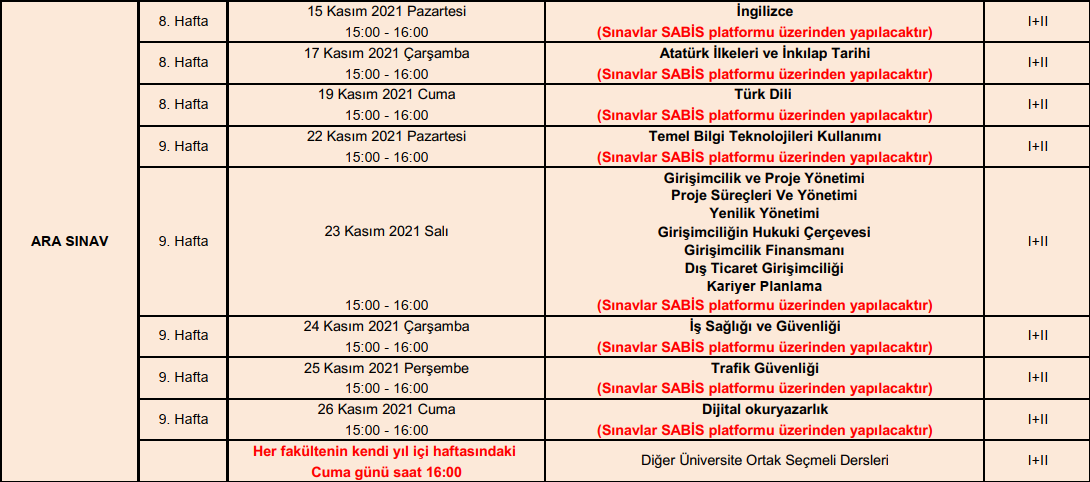 ARA SINAV
8. Hafta
15 Kasım 2021 Pazartesi
15:00 - 16:00
İngilizce
(Sınavlar SABİS platformu üzerinden yapılacaktır)
I+II
8. Hafta
17 Kasım 2021 Çarşamba
15:00 - 16:00
Atatürk İlkeleri ve İnkılap Tarihi
(Sınavlar SABİS platformu üzerinden yapılacaktır)
I+II
8. Hafta
19 Kasım 2021 Cuma
15:00 - 16:00
Türk Dili
(Sınavlar SABİS platformu üzerinden yapılacaktır)
I+II
9. Hafta
22 Kasım 2021 Pazartesi
15:00 - 16:00
Temel Bilgi Teknolojileri Kullanımı
(Sınavlar SABİS platformu üzerinden yapılacaktır)
I+II
9. Hafta
23 Kasım 2021 Salı
15:00 - 16:00
Girişimcilik ve Proje Yönetimi
Proje Süreçleri Ve Yönetimi
Yenilik Yönetimi
Girişimciliğin Hukuki Çerçevesi
Girişimcilik Finansmanı
Dış Ticaret Girişimciliği
Kariyer Planlama
(Sınavlar SABİS platformu üzerinden yapılacaktır)
I+II
9. Hafta
24 Kasım 2021 Çarşamba
15:00 - 16:00
İş Sağlığı ve Güvenliği
(Sınavlar SABİS platformu üzerinden yapılacaktır)
I+II
9. Hafta
25 Kasım 2021 Perşembe
15:00 - 16:00
Trafik Güvenliği
(Sınavlar SABİS platformu üzerinden yapılacaktır)
I+II
9. Hafta
26 Kasım 2021 Cuma
15:00 - 16:00
Dijital okuryazarlık
(Sınavlar SABİS platformu üzerinden yapılacaktır)
I+II
Her fakültenin kendi yıl içi haftasındaki
Cuma günü saat 16:00
Diğer Üniversite Ortak Seçmeli Dersleri
I+II